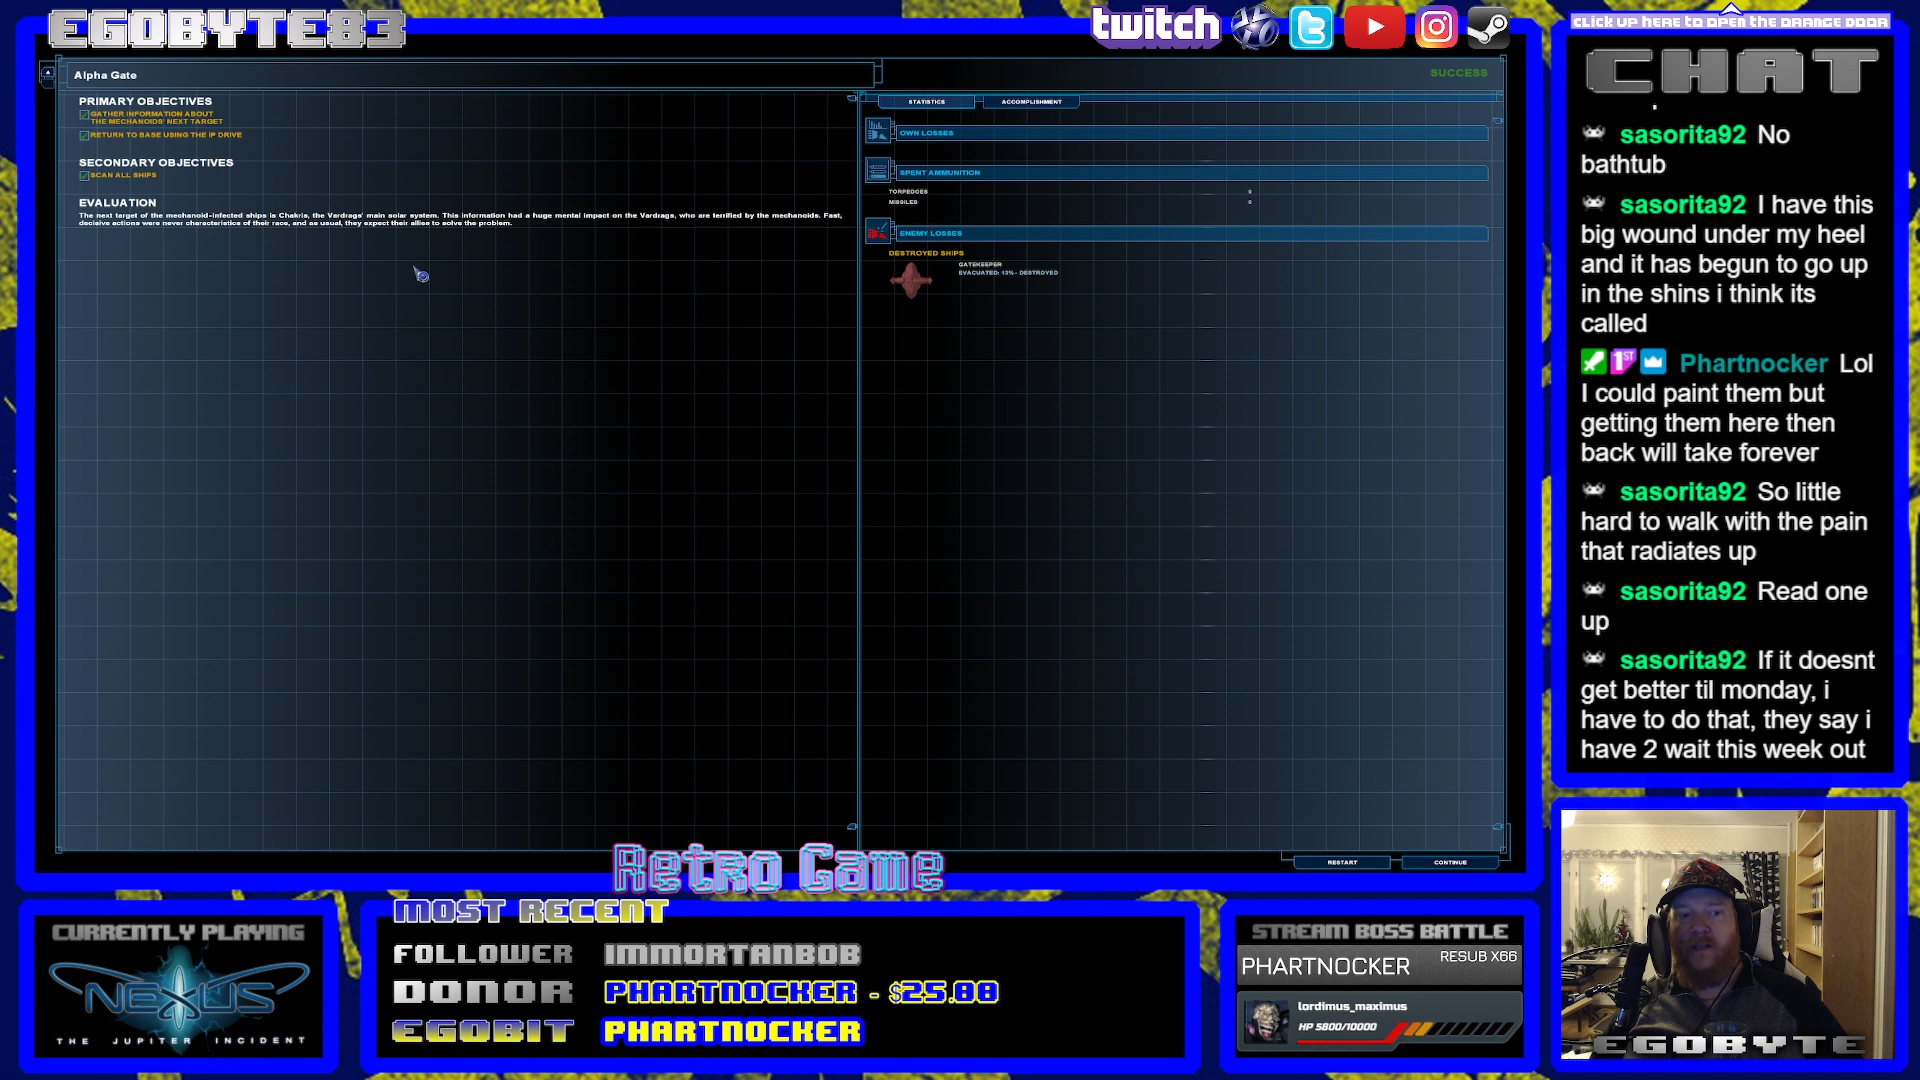 EGOBYTE83
twitch
CLICK UP HERE TO OPEN THE ORANGE DOOR
Alpha Gate
SUCCESS
PRIMARY OBJECTIVES
GATHER INFORMATION ABOUT
THE MECHANOIDS' NEXT TARGET
RETURN TO BASE USING THE IP DRIVE
SECONDARY OBJECTIVES
SCAN ALL SHIPS
EVALUATION
The next target of the mechanoid-infected ships is Chakris, the Vardrags' main solar system. This information had a huge mental impact on the Vardrags, who are terrified by the mechanoids. Fast,
decisive actions were never characteristics of their race, and as usual, they expect their allies to solve the problem.
STATISTICS
ACCOMPLISHMENT
OWN LOSSES
SPENT AMMUNITION
TORPEDOES 0
MISSILES 0
ENEMY LOSSES
DESTROYED SHIPS
GATEKEEPER
EVACUATED: 13% - DESTROYED
RESTART
CONTINUE
CHAT
sasorita92 No
bathtub
sasorita92 I have this
big wound under my heel
and it has begun to go up
in the shins i think its
called
1ST Phartnocker Lol
I could paint them but
getting them here then
back will take forever
sasorita92 So little
hard to walk with the pain
that radiates up
sasorita92 Read one
up
sasorita92 If it doesnt
get better til monday, i
have to do that, they say i
have 2 wait this week out
Retro Game
CURRENTLY PLAYING
NEXUS
THE JUPITER INCIDENT
MOST RECENT
FOLLOWER IMMORTANBOB
DONOR PHARTNOCKER - $25.00
EGOBIT PHARTNOCKER
STREAM BOSS BATTLE
PHARTNOCKER RESUB X66
lordimus_maximus
HP 5800/10000
EGOBYTE